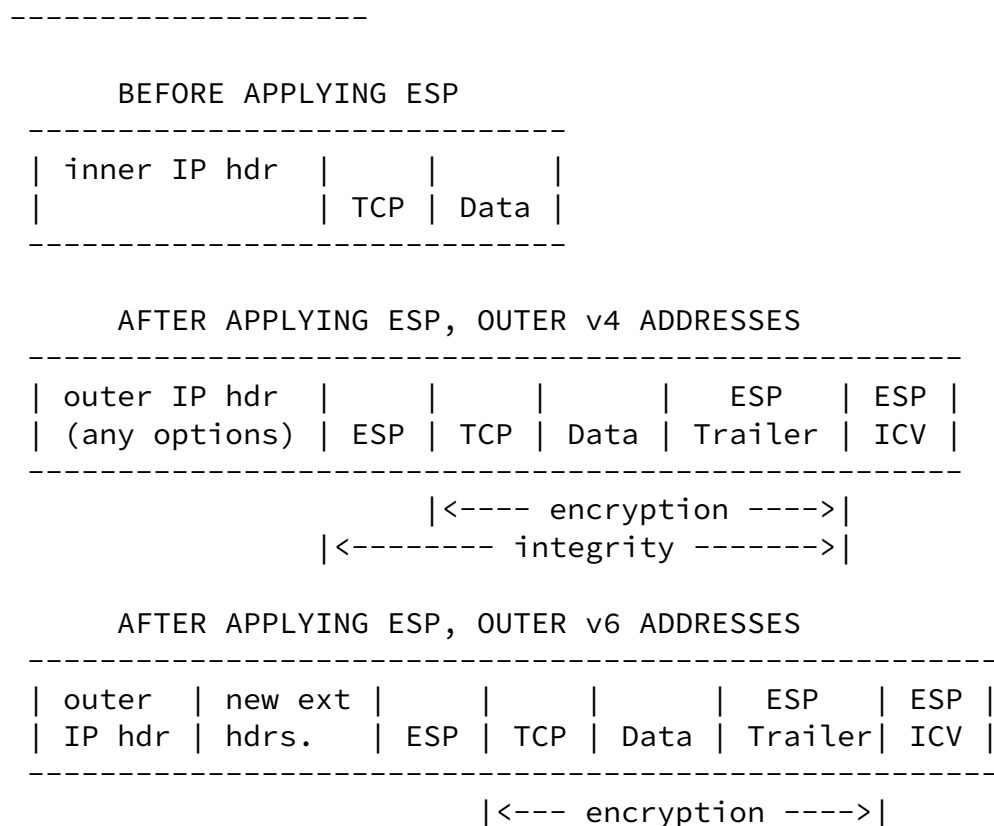 --------------------
BEFORE APPLYING ESP
------------------------------
| inner IP hdr  |     |      |
|               | TCP | Data |
------------------------------
AFTER APPLYING ESP, OUTER v4 ADDRESSES
----------------------------------------------------
| outer IP hdr  |     |     |      |   ESP   | ESP |
| (any options) | ESP | TCP | Data | Trailer | ICV |
----------------------------------------------------
|<---- encryption ---->|
|<-------- integrity ------->|
AFTER APPLYING ESP, OUTER v6 ADDRESSES
------------------------------------------------------
| outer  | new ext |     |     |      |  ESP   | ESP |
| IP hdr | hdrs.   | ESP | TCP | Data | Trailer| ICV |
------------------------------------------------------
|<--- encryption ---->|